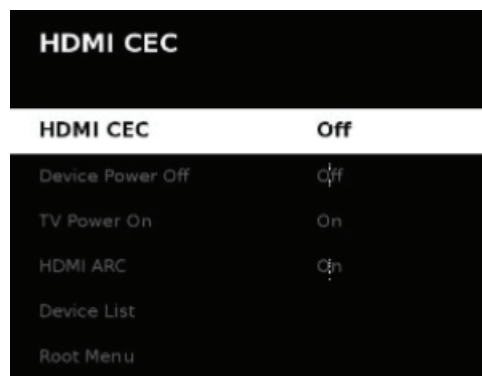 HDMI CEC
HDMI CEC Off
Device Power Off Off
TV Power On On
HDMI ARC On
Device List
Root Menu